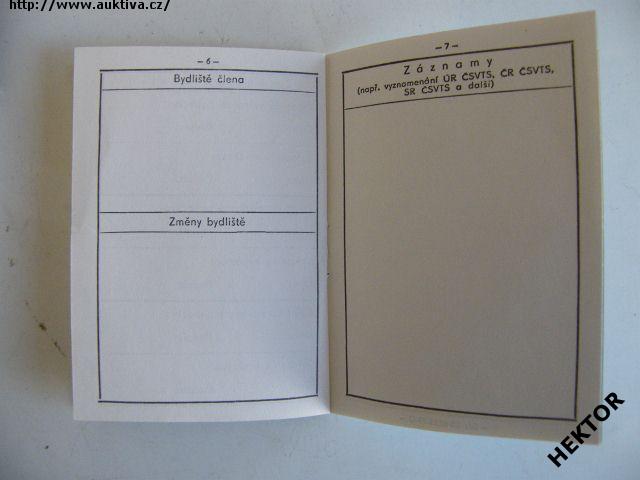 http://www.auktiva.cz/
– 6 –
Bydliště člena
Změny bydliště
– 7 –
Záznamy
(např. vyznamenání ÚR ČSVTS, ČR ČSVTS,
SR ČSVTS a další)
HEKTOR